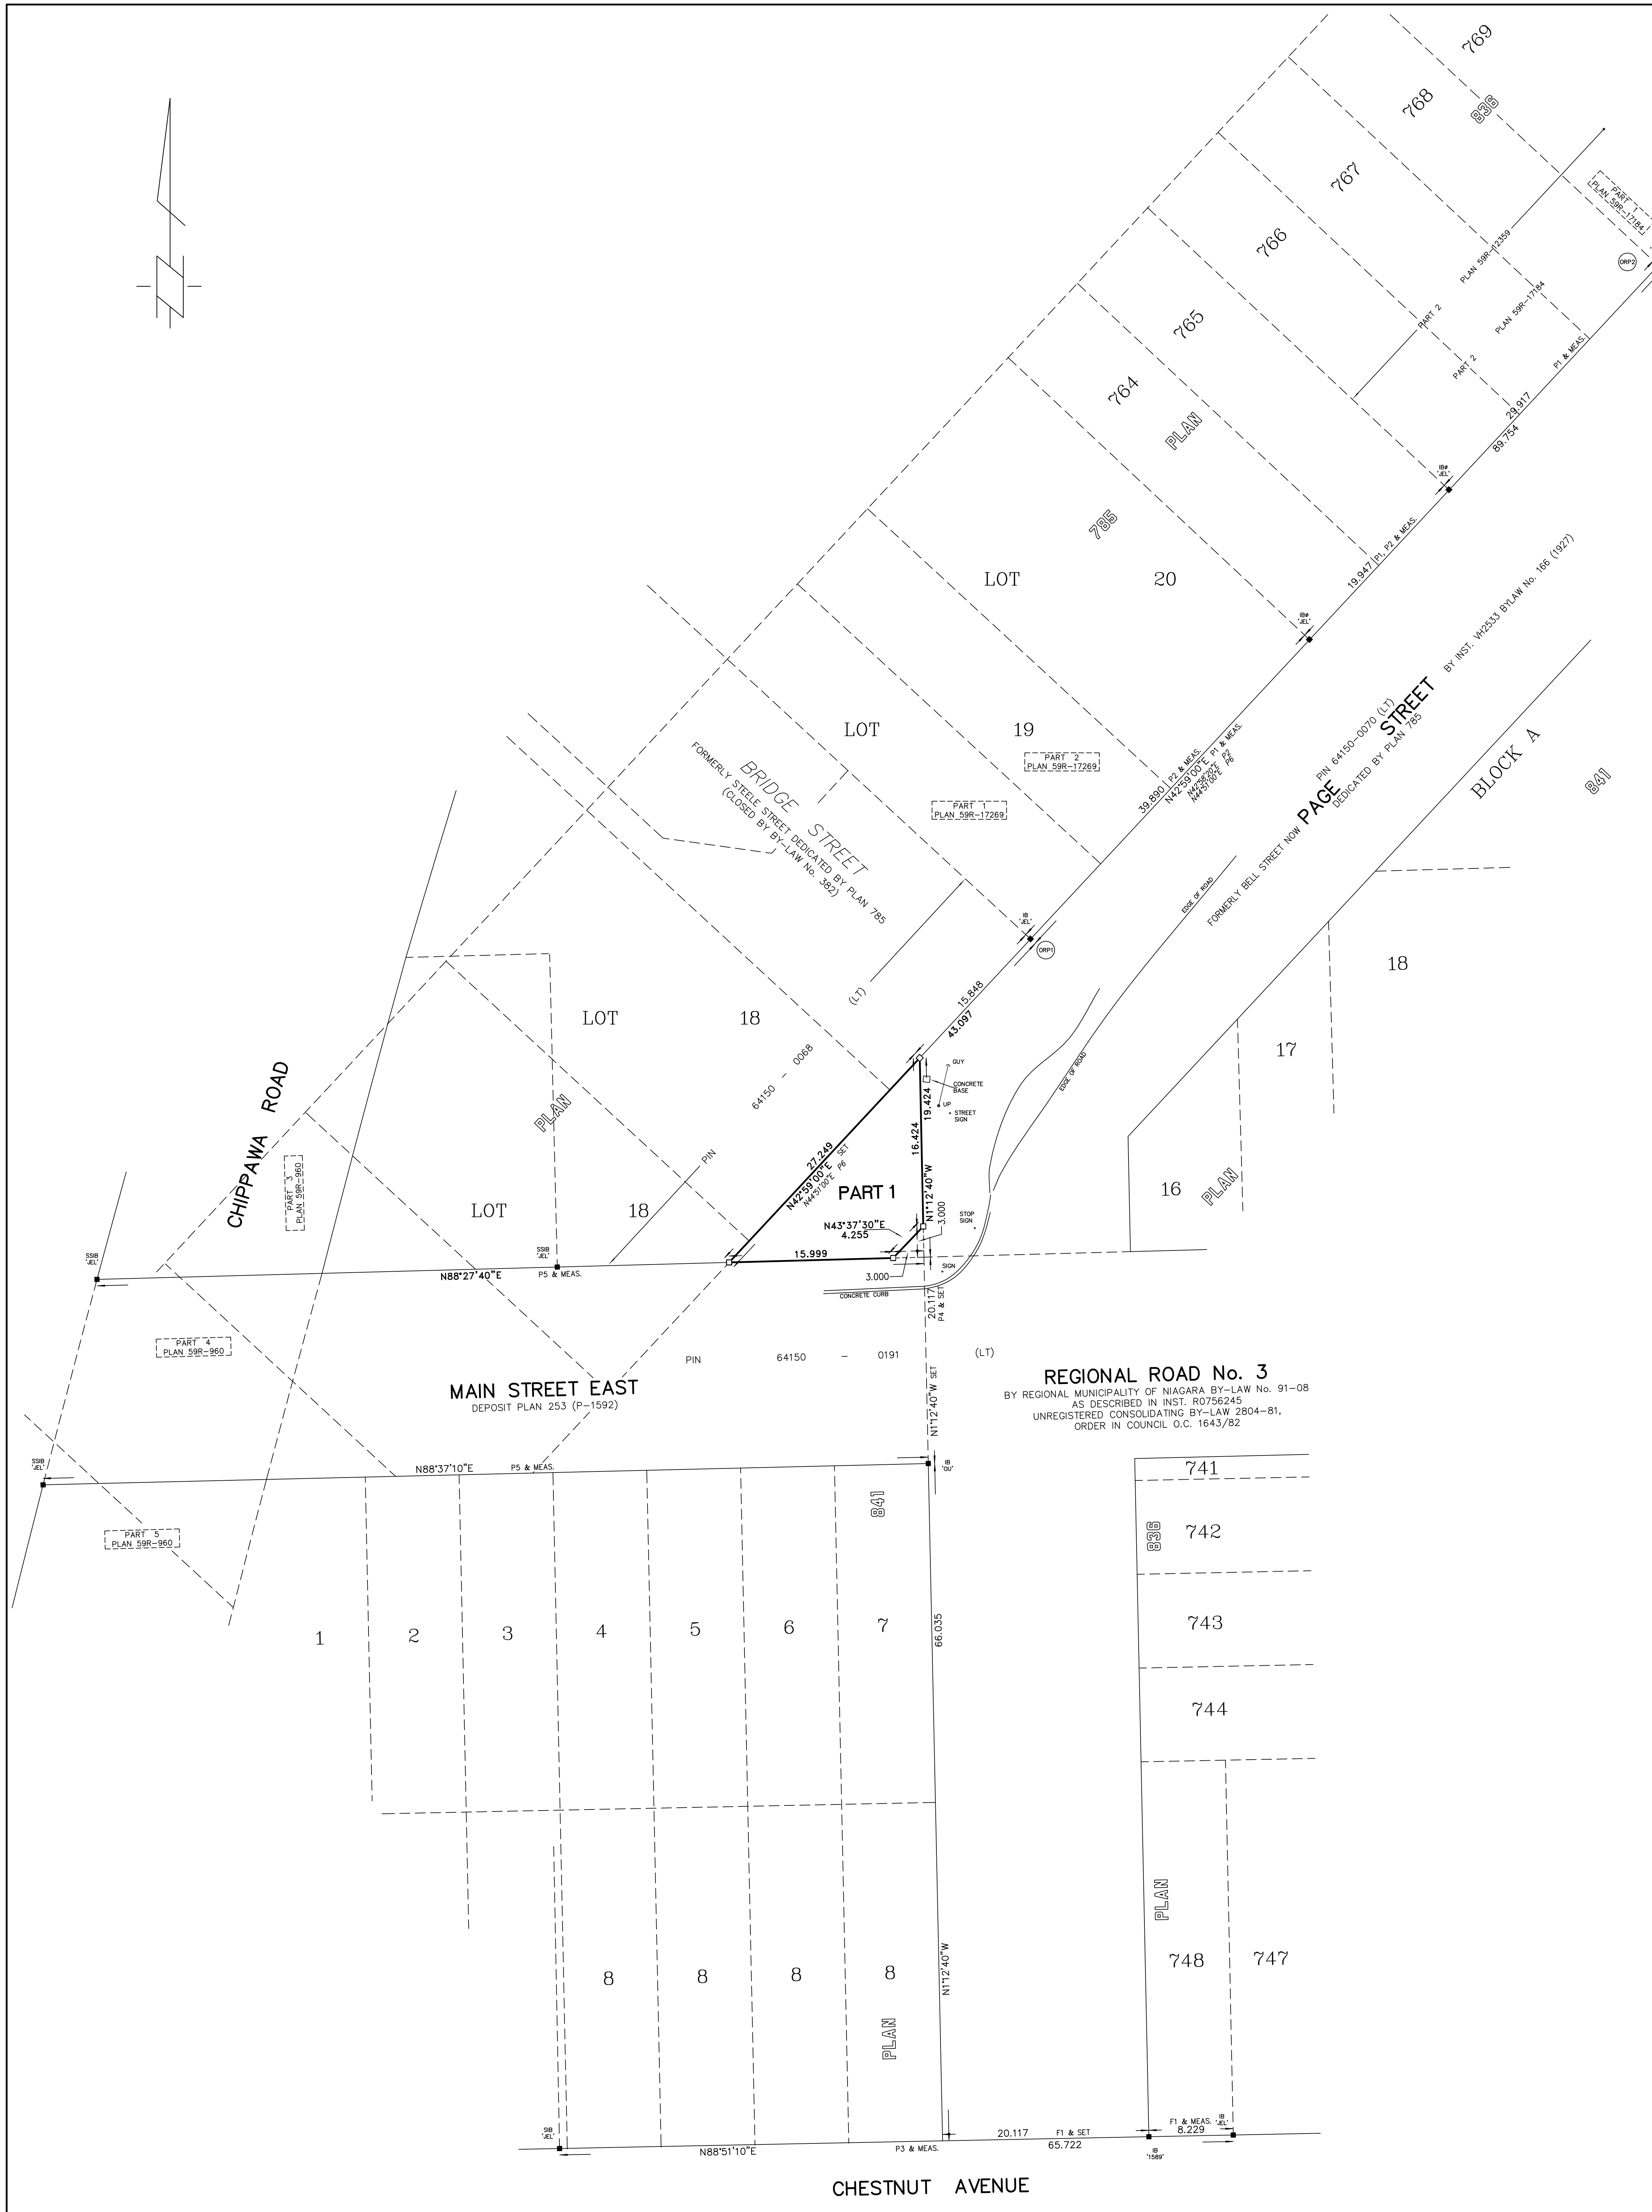 769
768
836
767
PART 1
PLAN 59R-17184
766
PLAN 59R-12359
ORP2
PART 2
PLAN 59R-17184
765
PART 2
P1 & MEAS.
764
PLAN
29.917
89.754
IBø
'JEL'
785
19.947 P1, P2 & MEAS.
LOT 20
IBø
'JEL'
BY INST. VH2533 BYLAW No. 166 (1927)
PIN 64150-0070 (LT)
FORMERLY BELL STREET NOW PAGE STREET
DEDICATED BY PLAN 785
BLOCK A
841
LOT 19
PART 2
PLAN 59R-17269
39.890 P2 & MEAS.
N42°59'00"E P1 & MEAS.
N42°58'20"E P2
N44°51'00"E P6
PART 1
PLAN 59R-17269
BRIDGE STREET
FORMERLY STEELE STREET DEDICATED BY PLAN 785
(CLOSED BY BY-LAW No. 382)
EDGE OF ROAD
IB
'JEL'
ORP1
18
(LT)
15.848
43.097
LOT 18
17
64150 - 0068
EDGE OF ROAD
GUY
CONCRETE
BASE
UP
STREET
SIGN
19.424
16.424
CHIPPAWA ROAD
PLAN
PIN
27.249
N42°59'00"E SET
N44°51'00"E P6
PART 1
N1°12'40"W
PART 3
PLAN 59R-960
LOT 18
16
PLAN
N43°37'30"E
4.255
3.000
STOP
SIGN
SSIB
'JEL'
SSIB
'JEL'
15.999
N88°27'40"E P5 & MEAS.
3.000
SIGN
CONCRETE CURB
20.117
P4 & SET
PART 4
PLAN 59R-960
PIN 64150 - 0191 (LT)
MAIN STREET EAST
DEPOSIT PLAN 253 (P-1592)
N1°12'40"W SET
REGIONAL ROAD No. 3
BY REGIONAL MUNICIPALITY OF NIAGARA BY-LAW No. 91-08
AS DESCRIBED IN INST. R0756245
UNREGISTERED CONSOLIDATING BY-LAW 2804-81,
ORDER IN COUNCIL O.C. 1643/82
SSIB
'JEL'
N88°37'10"E P5 & MEAS.
IB
'OU'
741
841
PART 5
PLAN 59R-960
836
742
1 2 3 4 5 6 7
66.035
743
744
PLAN
748 747
8 8 8 8
N1°12'40"W
PLAN
SIB
'JEL'
F1 & MEAS.
IB
'JEL'
8.229
20.117 F1 & SET
65.722
N88°51'10"E P3 & MEAS.
IB
'1589'
CHESTNUT AVENUE